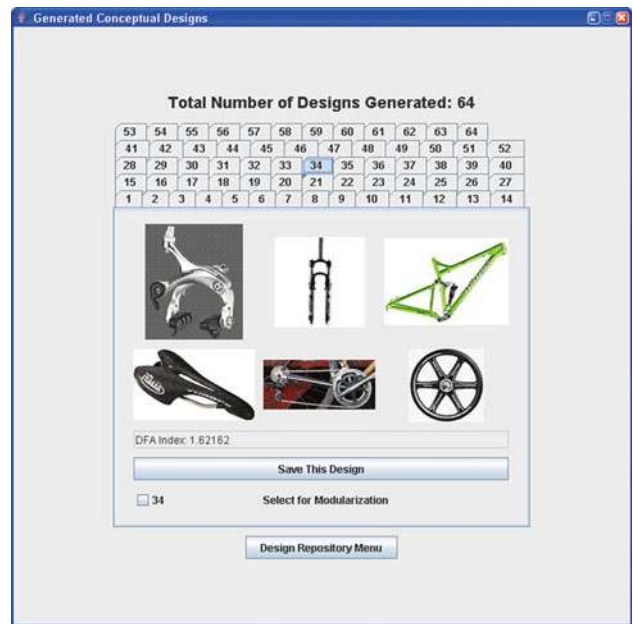 Generated Conceptual Designs
Total Number of Designs Generated: 64
53 54 55 56 57 58 59 60 61 62 63 64
41 42 43 44 45 46 47 48 49 50 51 52
28 29 30 31 32 33 34 35 36 37 38 39 40
15 16 17 18 19 20 21 22 23 24 25 26 27
1 2 3 4 5 6 7 8 9 10 11 12 13 14
DFA Index: 1.62162
Save This Design
34 Select for Modularization
Design Repository Menu